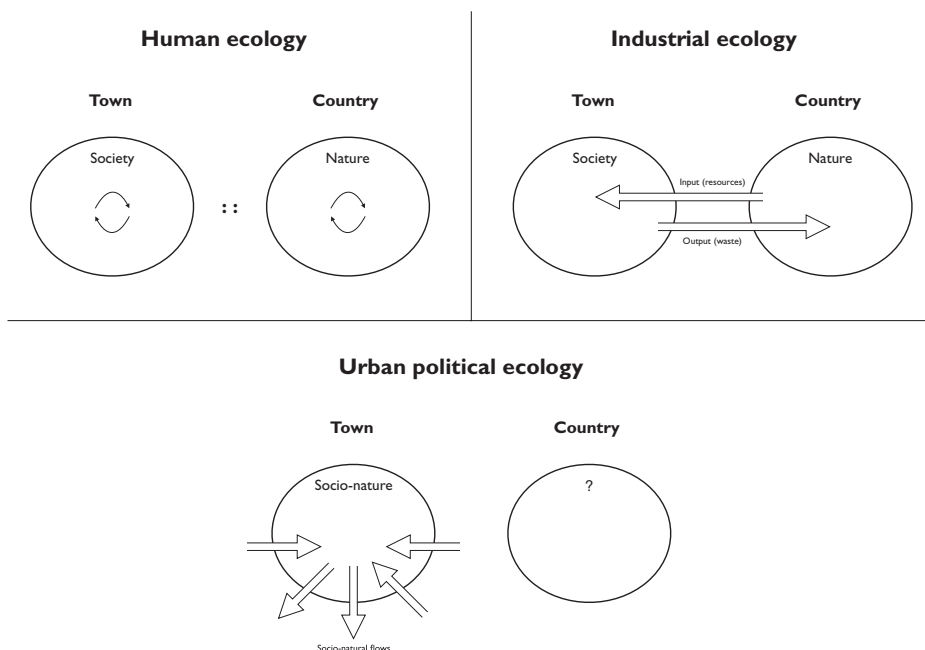 Human ecology
Town
Country
Society
Nature
: :
Industrial ecology
Town
Country
Society
Nature
Input (resources)
Output (waste)
Urban political ecology
Town
Country
Socio-nature
?
Socio-natural flows